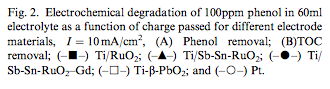 Fig. 2. Electrochemical degradation of 100ppm phenol in 60ml
electrolyte as a function of charge passed for different electrode
materials, I = 10 mA/cm², (A) Phenol removal; (B)TOC
removal; (–■–) Ti/RuO₂; (–▲–) Ti/Sb-Sn-RuO₂; (–●–) Ti/
Sb-Sn-RuO₂-Gd; (–□–) Ti-β-PbO₂; and (–○–) Pt.